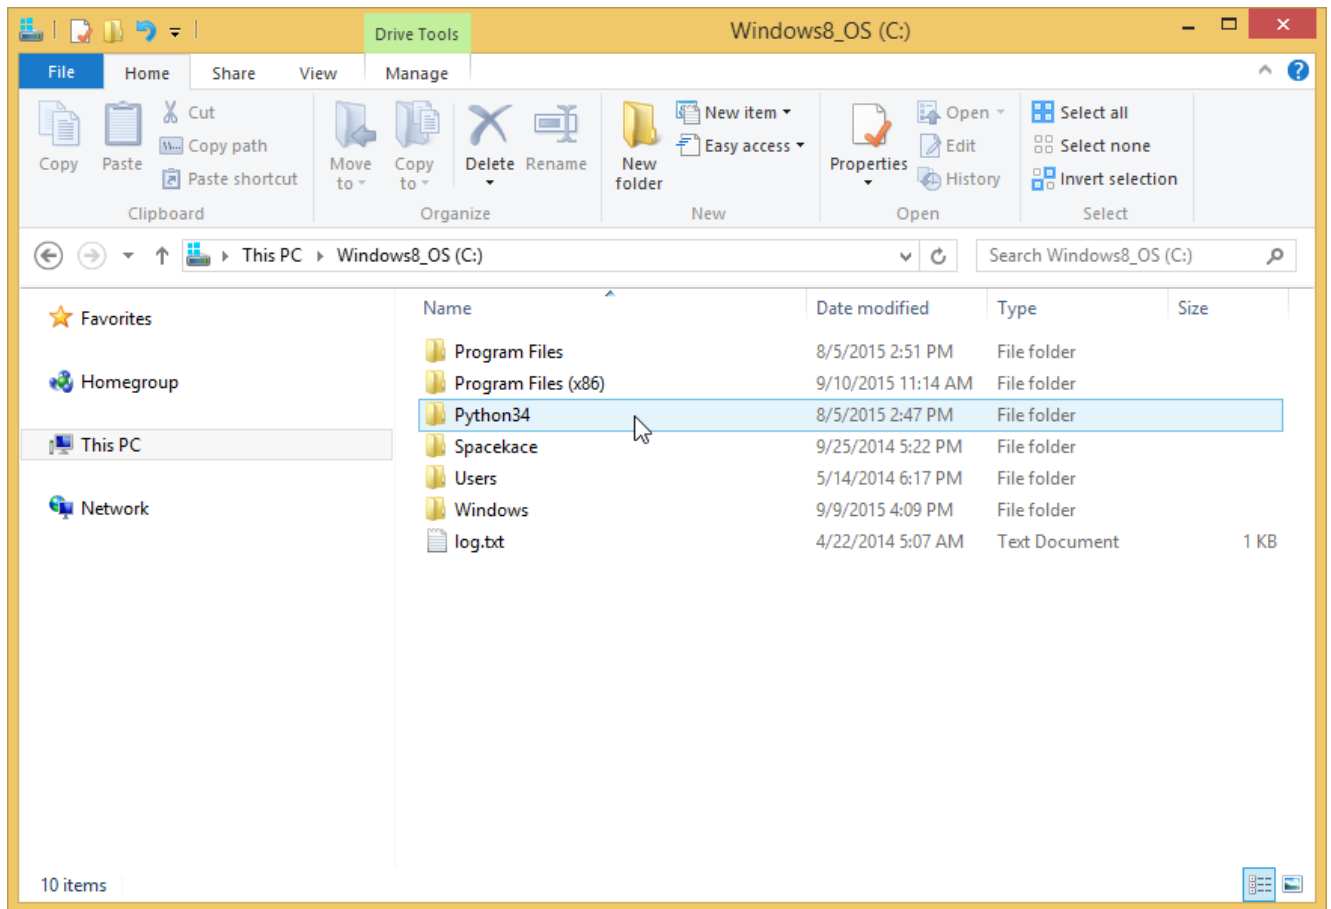 Drive Tools
Windows8_OS (C:)
File Home Share View Manage
Copy
Paste
Cut
Copy path
Paste shortcut
Clipboard
Move to
Copy to
Delete
Rename
Organize
New folder
New item
Easy access
New
Properties
Open
Edit
History
Open
Select all
Select none
Invert selection
Select
This PC Windows8_OS (C:)
Search Windows8_OS (C:)
Favorites
Homegroup
This PC
Network
Name Date modified Type Size
Program Files 8/5/2015 2:51 PM File folder
Program Files (x86) 9/10/2015 11:14 AM File folder
Python34 8/5/2015 2:47 PM File folder
Spacekace 9/25/2014 5:22 PM File folder
Users 5/14/2014 6:17 PM File folder
Windows 9/9/2015 4:09 PM File folder
log.txt 4/22/2014 5:07 AM Text Document 1 KB
10 items